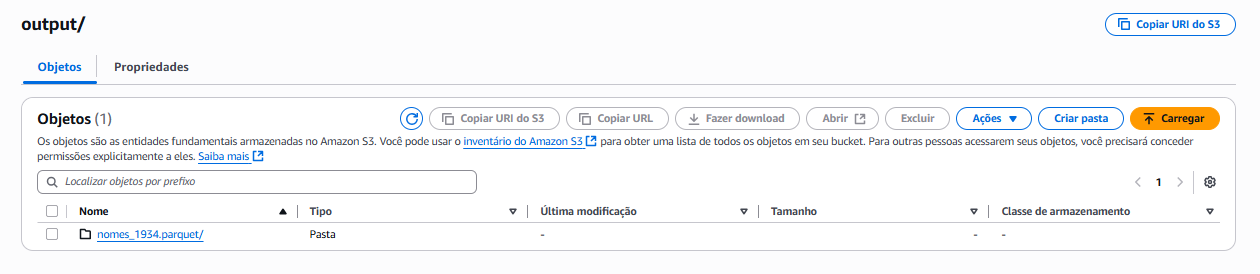 output/
Copiar URI do S3
Objetos
Propriedades
Objetos (1)
Copiar URI do S3
Copiar URL
Fazer download
Abrir
Excluir
Ações
Criar pasta
Carregar
Os objetos são as entidades fundamentais armazenadas no Amazon S3. Você pode usar o inventário do Amazon S3 para obter uma lista de todos os objetos em seu bucket. Para outras pessoas acessarem seus objetos, você precisará conceder
permissões explicitamente a eles. Saiba mais
Localizar objetos por prefixo
1
Nome
Tipo
Última modificação
Tamanho
Classe de armazenamento
nomes_1934.parquet/
Pasta
-
-
-